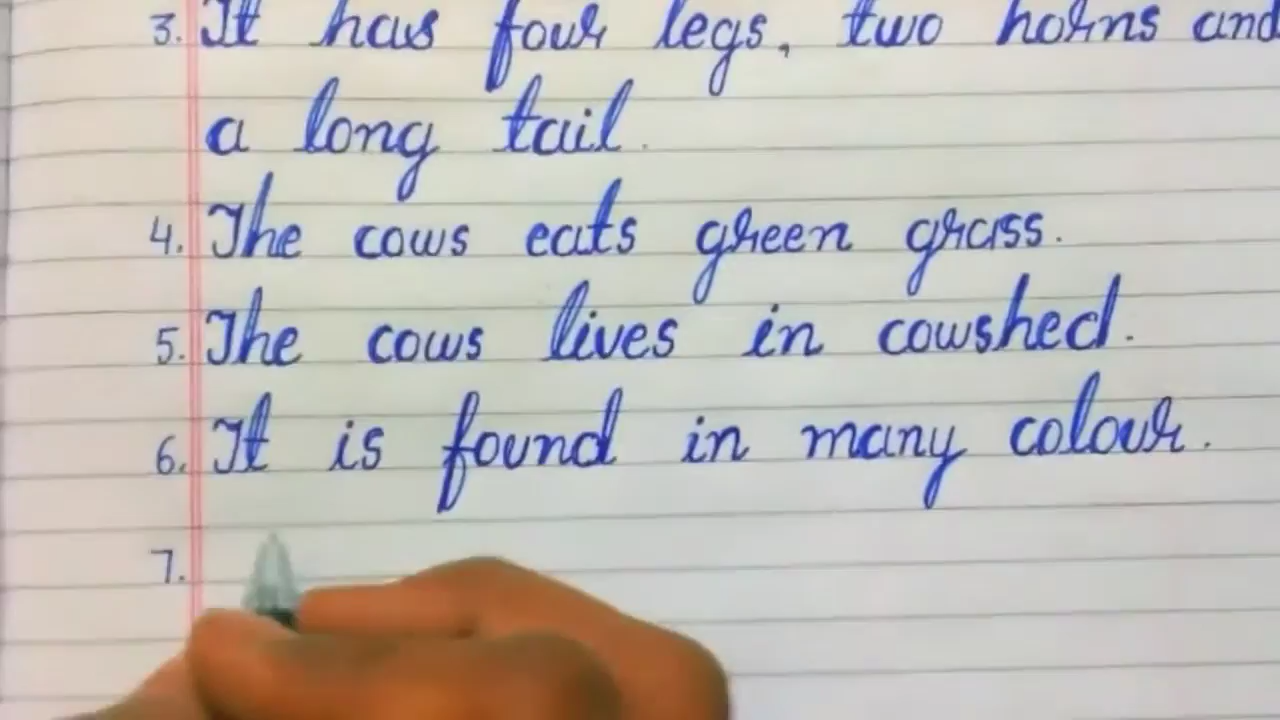 3. It has four legs, two horns and
a long tail.
4. The cows eats green grass.
5. The cows lives in cowshed.
6. It is found in many colour.
7.